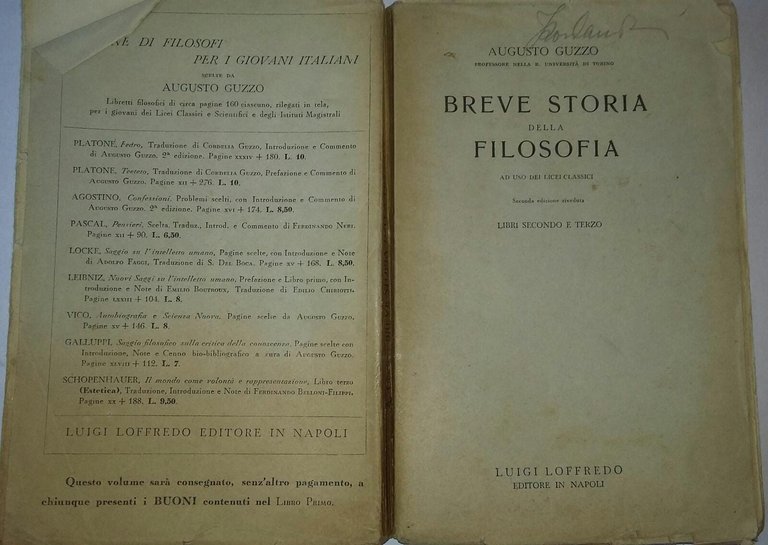 NE DI FILOSOFI
PER I GIOVANI ITALIANI
SCELTE DA
AUGUSTO GUZZO
Libretti filosofici di circa pagine 160 ciascuno, rilegati in tela,
per i giovani dei Licei Classici e Scientifici e degli Istituti Magistrali
PLATONE, Fedro, Traduzione di CORNELIA GUZZO, Introduzione e Commento
di AUGUSTO GUZZO. 2ª edizione. Pagine XXXIV + 180. L. 10.
PLATONE, Teeteto, Traduzione di CORNELIA GUZZO, Prefazione e Commento di
AUGUSTO GUZZO. Pagine XII + 276. L. 10.
AGOSTINO, Confessioni. Problemi scelti, con Introduzione e Commento di
AUGUSTO GUZZO. 2ª edizione. Pagine XVI + 174. L. 8,50.
PASCAL, Pensieri, Scelta, Traduz., Introd. e Commento di FERDINANDO NERI.
Pagine XII + 90. L. 6,50.
LOCKE, Saggio su l'intelletto umano, Pagine scelte, con Introduzione e Note
di ADOLFO FAGGI, Traduzione di S. DEL BOCA. Pagine XV + 168. L. 8,50.
LEIBNIZ, Nuovi Saggi su l'intelletto umano, Prefazione e Libro primo, con In-
troduzione e Note di EMILIO BOUTROUX, Traduzione di EDILIO CHIRIOTTI.
Pagine LXXIII + 104. L. 8.
VICO, Autobiografia e Scienza Nuova. Pagine scelte da AUGUSTO GUZZO,
Pagine XV + 146. L. 8.
GALLUPPI, Saggio filosofico sulla critica della conoscenza. Pagine scelte con
Introduzione, Note e Cenno bio-bibliografico a cura di AUGUSTO GUZZO.
Pagine XLVIII + 112. L. 7.
SCHOPENHAUER, Il mondo come volontà e rappresentazione, Libro terzo
(Estetica), Traduzione, Introduzione e Note di FERDINANDO BELLONI-FILIPPI,
Pagine XX + 188. L. 9.50.
LUIGI LOFFREDO EDITORE IN NAPOLI
Questo volume sarà consegnato, senz'altro pagamento, a
chiunque presenti i BUONI contenuti nel LIBRO PRIMO.
AUGUSTO GUZZO
PROFESSORE NELLA R. UNIVERSITÀ DI TORINO
BREVE STORIA
DELLA
FILOSOFIA
AD USO DEI LICEI CLASSICI
Seconda edizione riveduta
LIBRI SECONDO E TERZO
LUIGI LOFFREDO
EDITORE IN NAPOLI